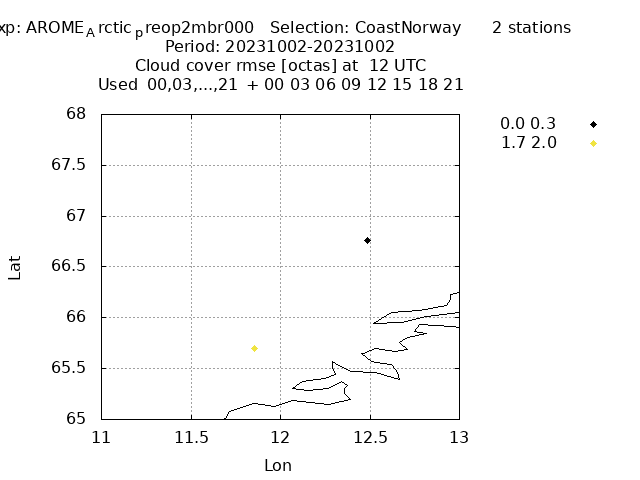 xp: AROME_Arctic_preop2mbr000 Selection: CoastNorway 2 stations
Period: 20231002-20231002
Cloud cover rmse [octas] at 12 UTC
Used 00,03,...,21 + 00 03 06 09 12 15 18 21
0.0 0.3
1.7 2.0
68
67.5
67
66.5
66
65.5
65
Lat
11 11.5 12 12.5 13
Lon